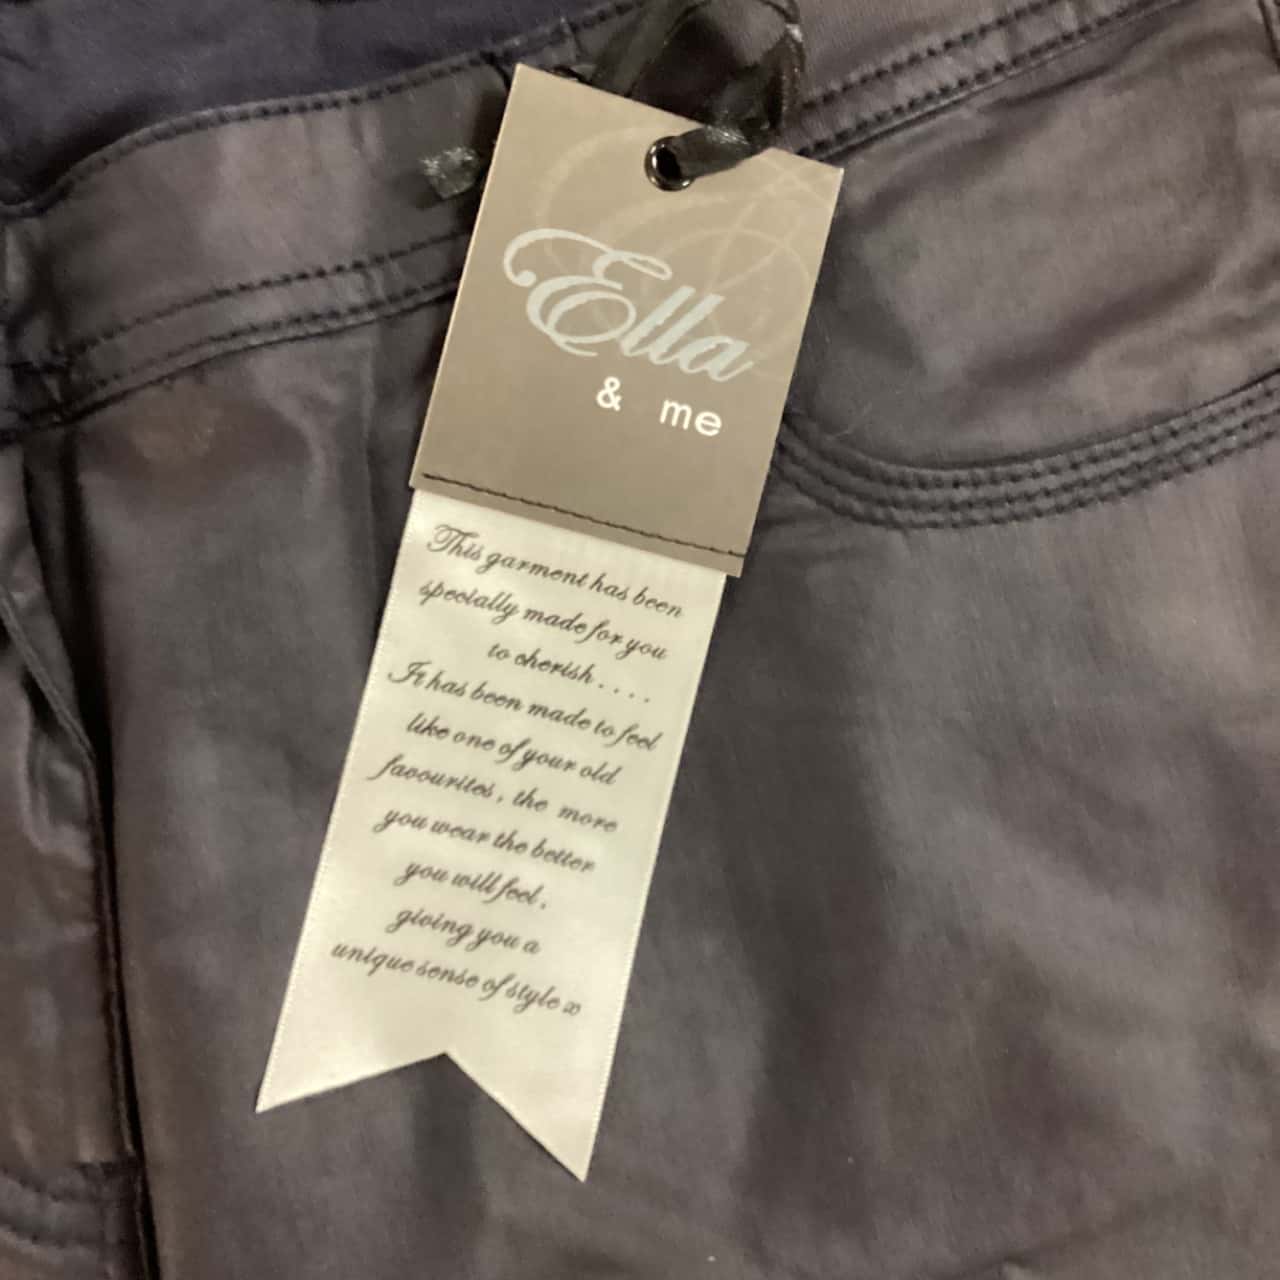 Ella
& me
This garment has been
specially made for you
to cherish....
It has been made to feel
like one of your old
favourites, the more
you wear the better
you will feel,
giving you a
unique sense of style x